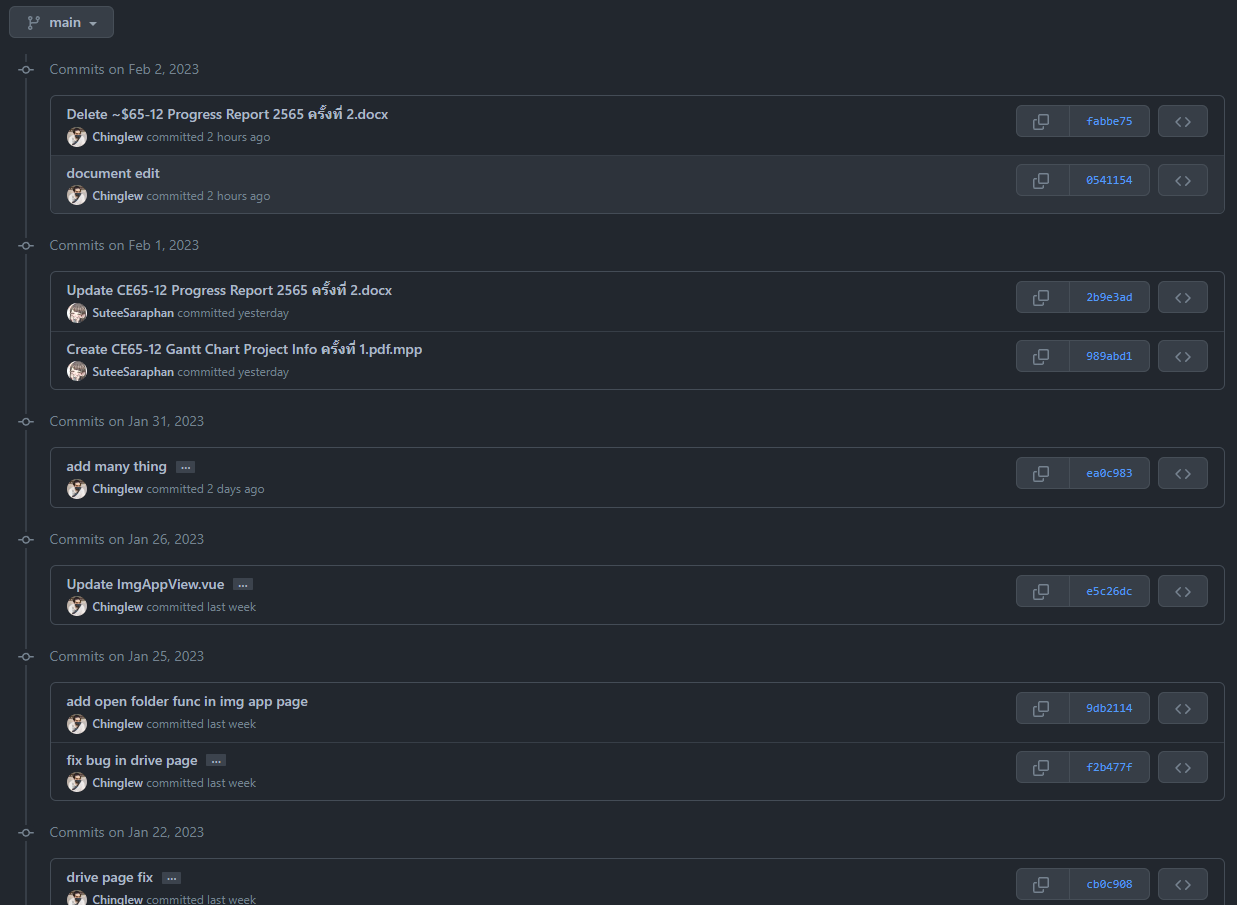 main
Commits on Feb 2, 2023
Delete ~$65-12 Progress Report 2565 ครั้งที่ 2.docx
Chinglew committed 2 hours ago
fabbe75
document edit
Chinglew committed 2 hours ago
0541154
Commits on Feb 1, 2023
Update CE65-12 Progress Report 2565 ครั้งที่ 2.docx
SuteeSaraphan committed yesterday
2b9e3ad
Create CE65-12 Gantt Chart Project Info ครั้งที่ 1.pdf.mpp
SuteeSaraphan committed yesterday
989abd1
Commits on Jan 31, 2023
add many thing …
Chinglew committed 2 days ago
ea0c983
Commits on Jan 26, 2023
Update ImgAppView.vue …
Chinglew committed last week
e5c26dc
Commits on Jan 25, 2023
add open folder func in img app page
Chinglew committed last week
9db2114
fix bug in drive page …
Chinglew committed last week
f2b477f
Commits on Jan 22, 2023
drive page fix …
Chinglew committed last week
cb0c908